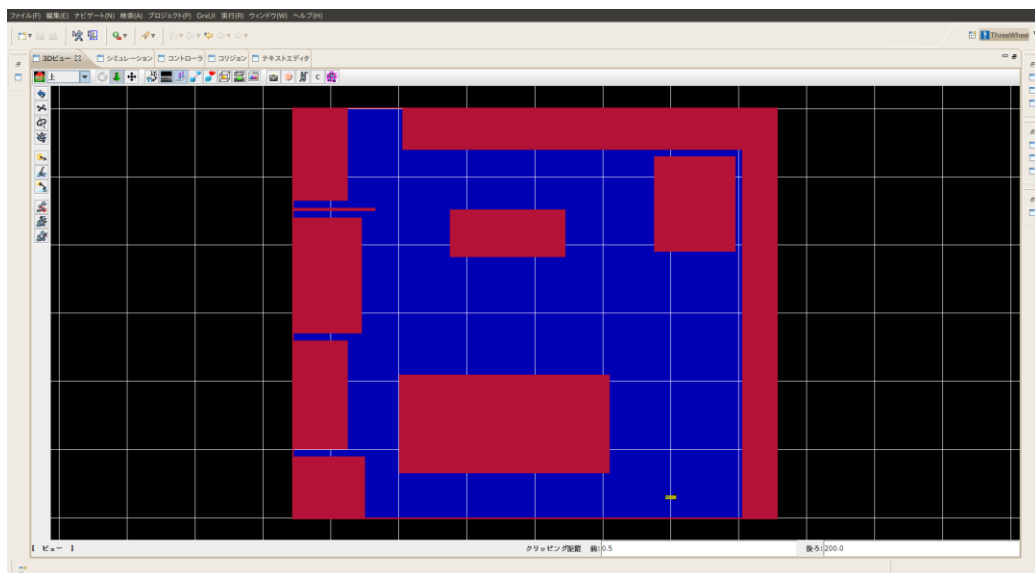 ファイル(F) 編集(E) ナビゲート(N) 検索(A) プロジェクト(P) GrxUI 実行(R) ウィンドウ(W) ヘルプ(H)
ThreeWhee
3Dビュー シミュレーション コントローラ コリジョン テキストエディタ
上
C
[ ビュー ] クリッピング距離 前: 0.5 後ろ: 200.0